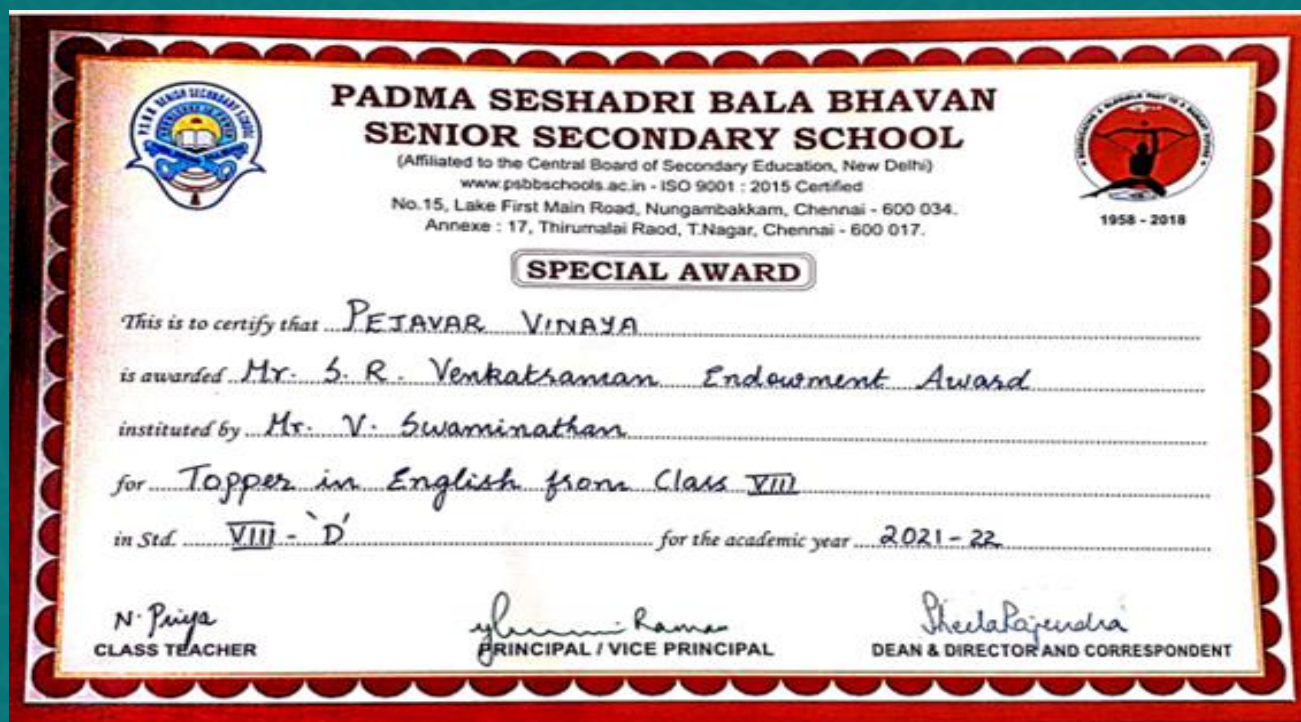 PADMA SESHADRI BALA BHAVAN
SENIOR SECONDARY SCHOOL
(Affiliated to the Central Board of Secondary Education, New Delhi)
www.psbbschools.ac.in - ISO 9001 : 2015 Certified
No.15, Lake First Main Road, Nungambakkam, Chennai - 600 034.
Annexe : 17, Thirumalai Raod, T.Nagar, Chennai - 600 017.
1958 - 2018
SPECIAL AWARD
This is to certify that PEJAVAR VINAYA
is awarded Mr. S. R. Venkatsraman Endowment Award
instituted by Mr. V. Swaminathan
for Topper in English from Class VIII
in Std. VIII - 'D' for the academic year 2021-22
N. Priya Raman SheelaRajendra
CLASS TEACHER PRINCIPAL / VICE PRINCIPAL DEAN & DIRECTOR AND CORRESPONDENT